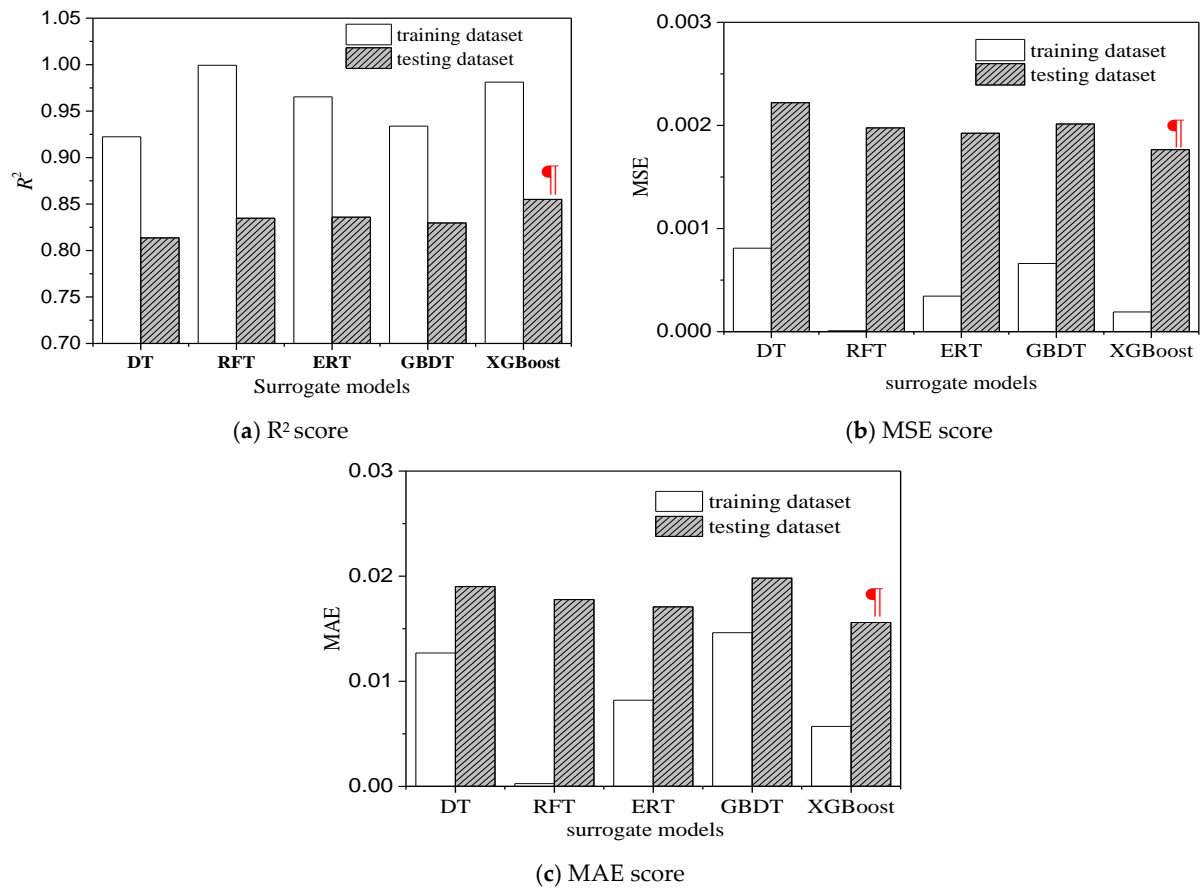 1.05
1.00
0.95
0.90
0.85
0.80
0.75
0.70
R²
training dataset
testing dataset
¶
DT RFT ERT GBDT XGBoost
Surrogate models
(a) R² score
0.003
0.002
0.001
0.000
MSE
training dataset
testing dataset
¶
DT RFT ERT GBDT XGBoost
surrogate models
(b) MSE score
0.03
0.02
0.01
0.00
MAE
training dataset
testing dataset
¶
DT RFT ERT GBDT XGBoost
surrogate models
(c) MAE score